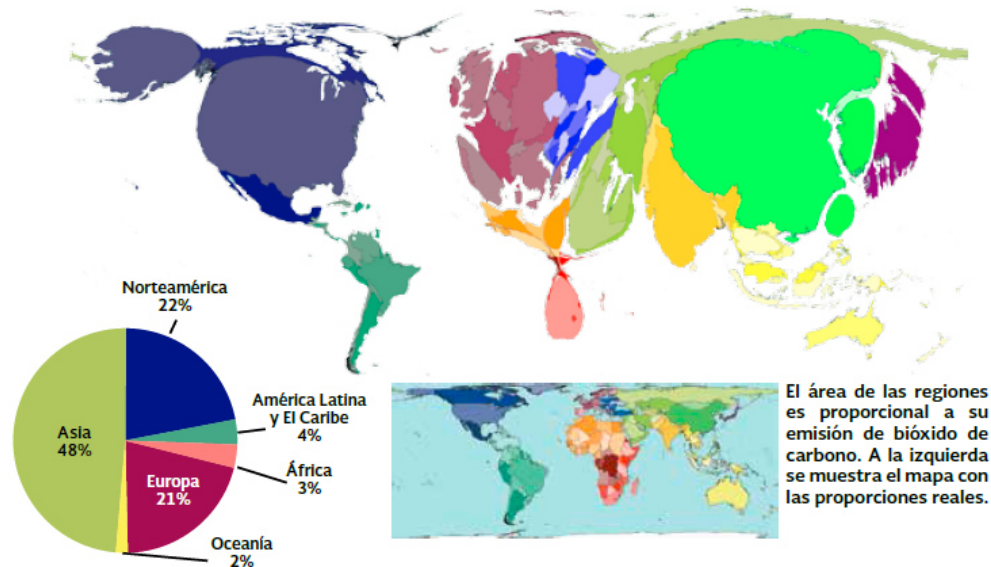 Norteamérica
22%
América Latina
y El Caribe
4%
África
3%
Europa
21%
Oceanía
2%
Asia
48%
El área de las regiones
es proporcional a su
emisión de bióxido de
carbono. A la izquierda
se muestra el mapa con
las proporciones reales.